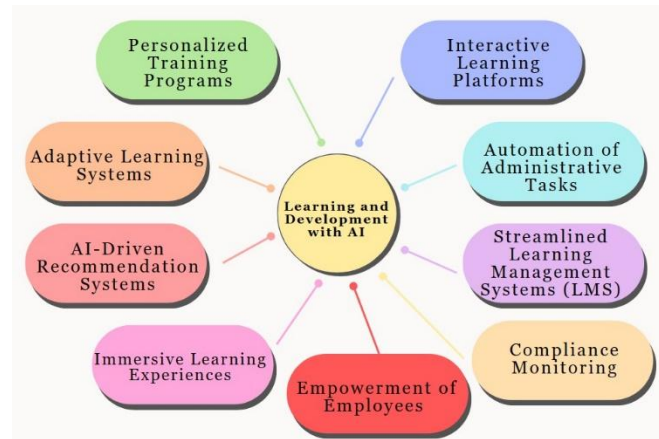 Personalized
Training
Programs
Interactive
Learning
Platforms
Adaptive Learning
Systems
Automation of
Administrative
Tasks
Learning and
Development
with AI
AI-Driven
Recommendation
Systems
Streamlined
Learning
Management
Systems (LMS)
Immersive Learning
Experiences
Empowerment of
Employees
Compliance
Monitoring